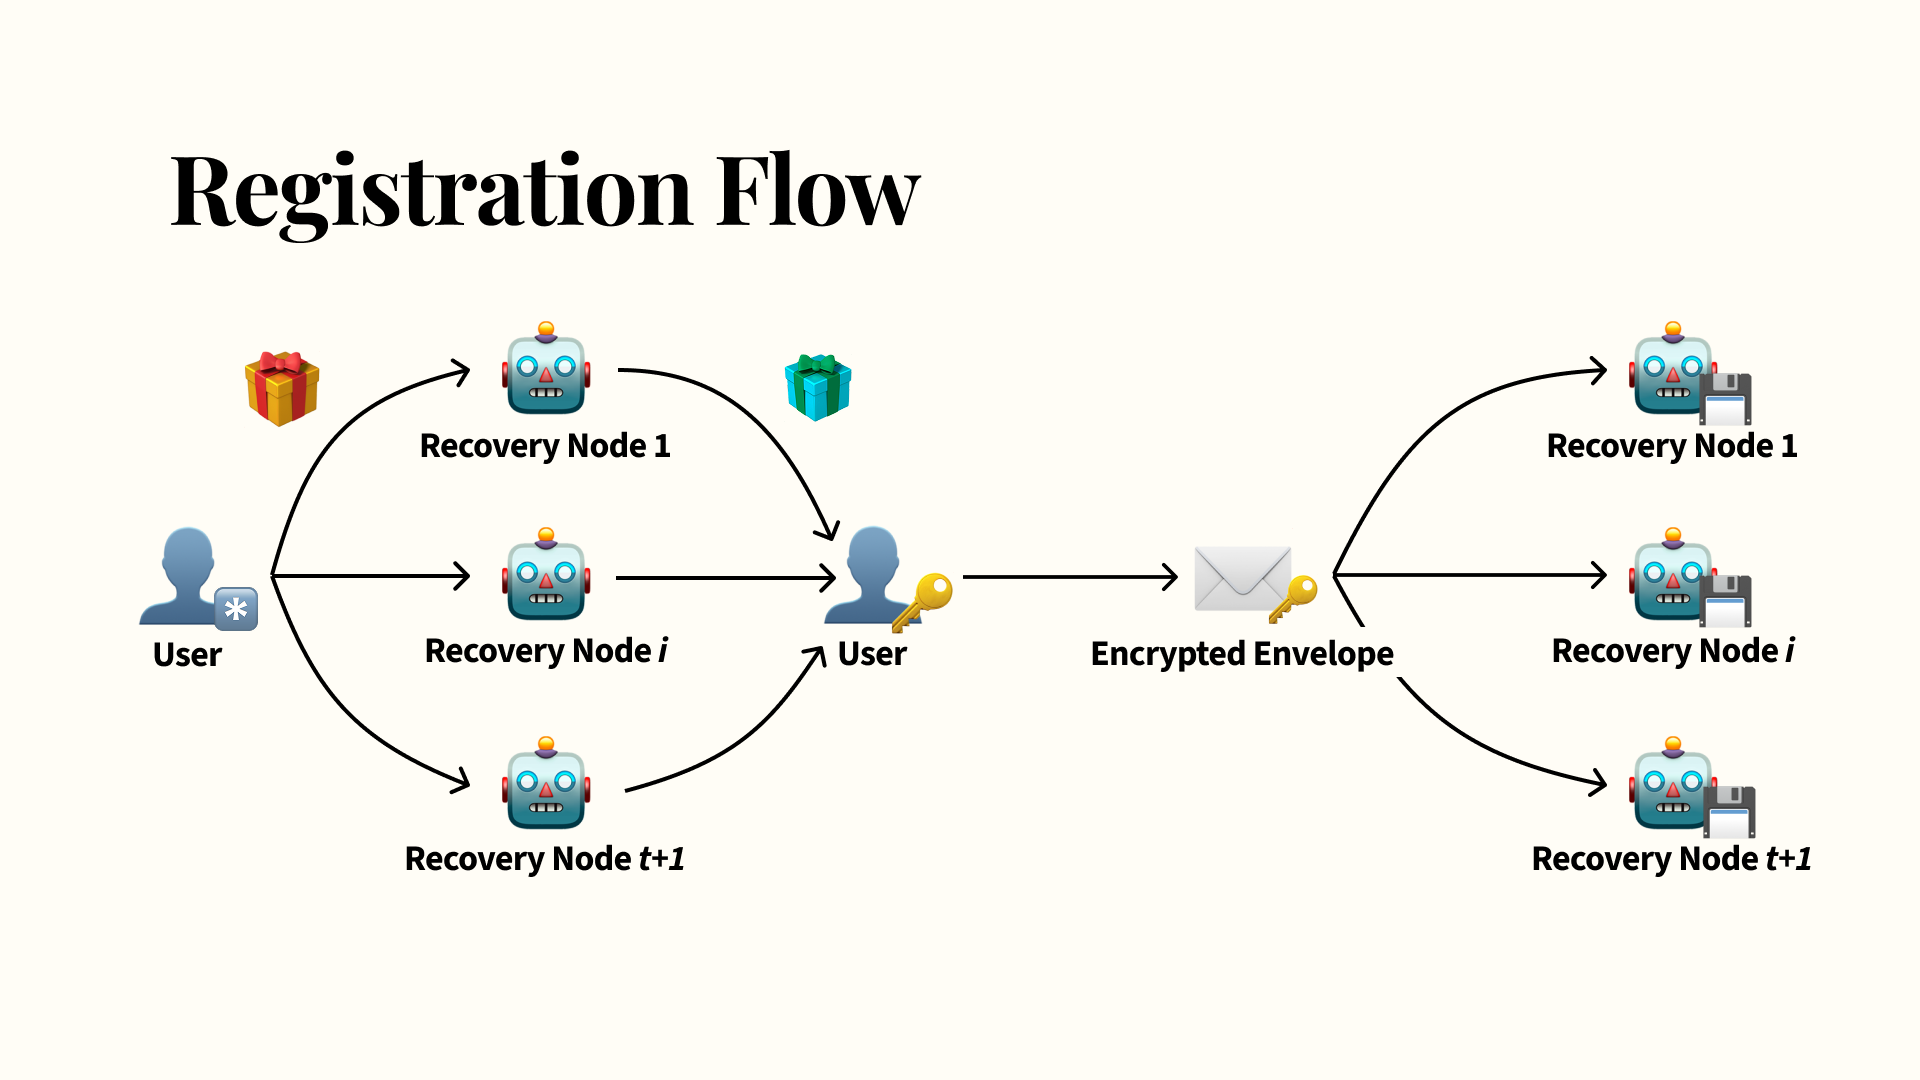 Registration Flow
Recovery Node 1
Recovery Node 1
*
User
Recovery Node i
User
Encrypted Envelope
Recovery Node i
Recovery Node t+1
Recovery Node t+1